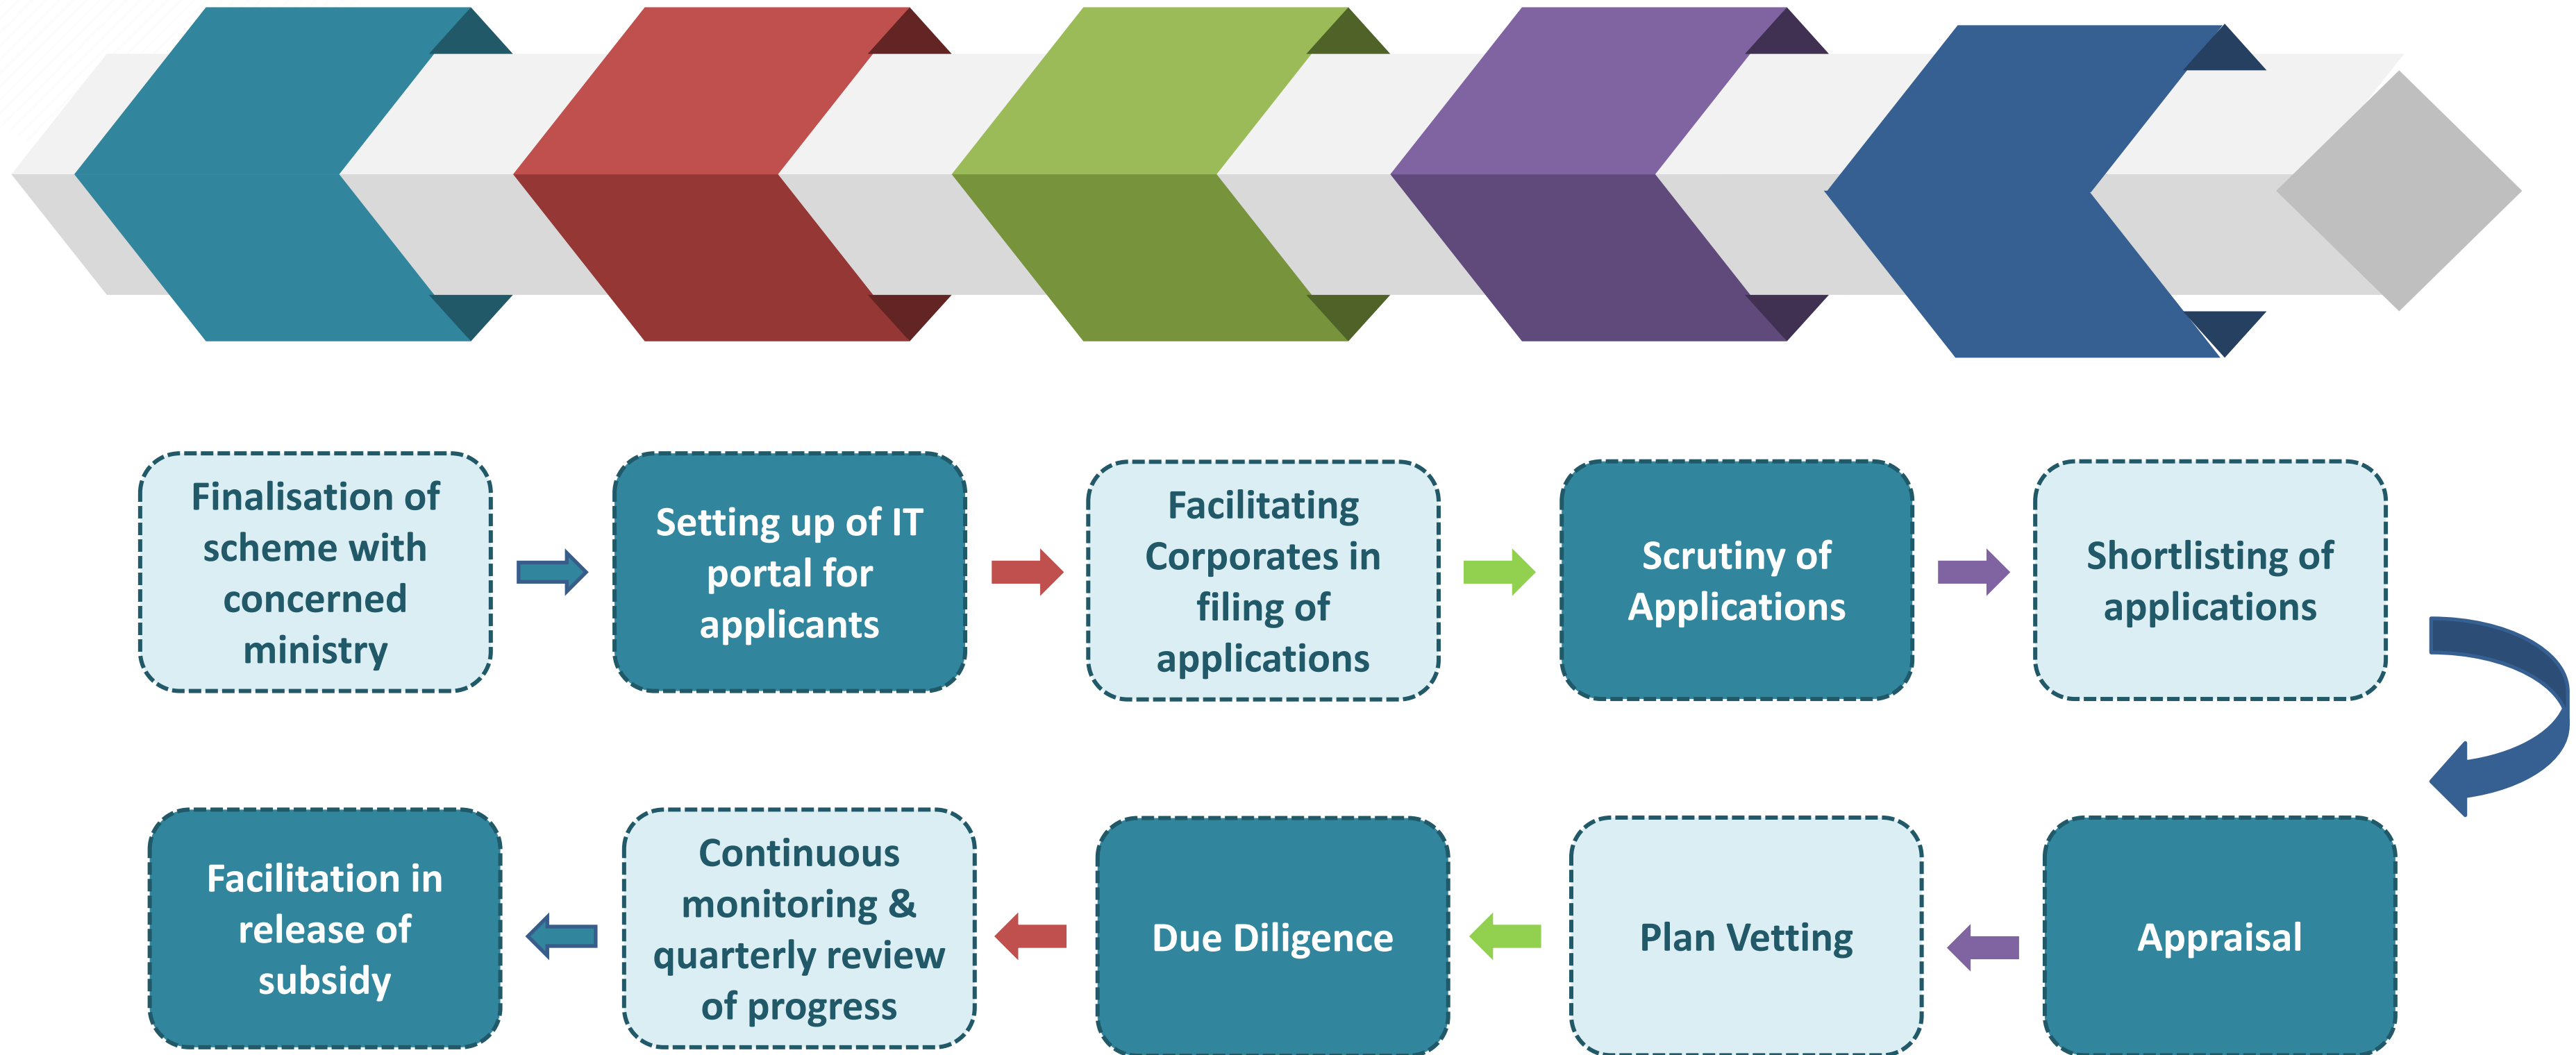 Finalisation of
scheme with
concerned
ministry
Setting up of IT
portal for
applicants
Facilitating
Corporates in
filing of
applications
Scrutiny of
Applications
Shortlisting of
applications
Appraisal
Plan Vetting
Due Diligence
Continuous
monitoring &
quarterly review
of progress
Facilitation in
release of
subsidy